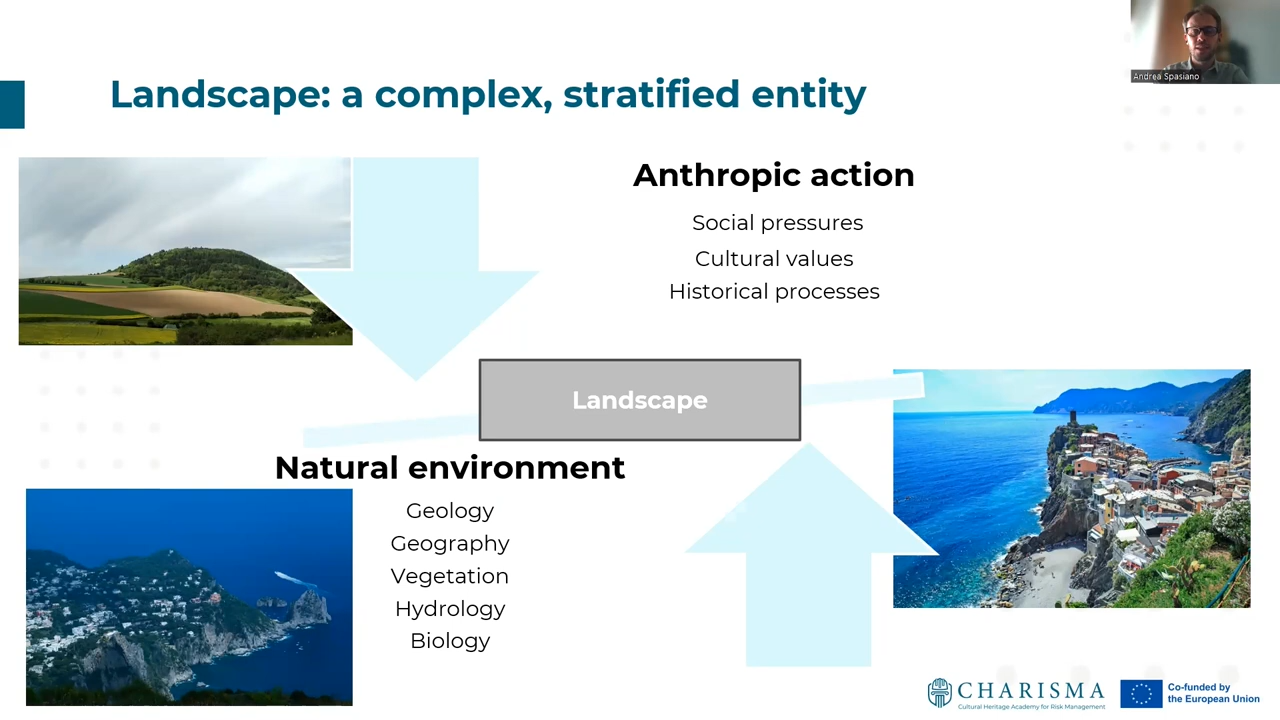 Andrea Spasiano
Landscape: a complex, stratified entity
Anthropic action
Social pressures
Cultural values
Historical processes
Landscape
Natural environment
Geology
Geography
Vegetation
Hydrology
Biology
CHARISMA
Cultural Heritage Academy for Risk Management
Co-funded by
the European Union